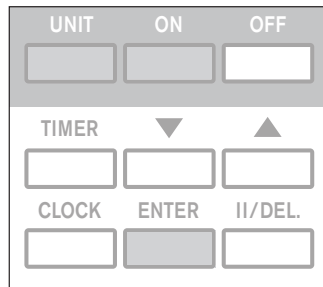 UNIT ON OFF
TIMER ▼ ▲
CLOCK ENTER II/DEL.